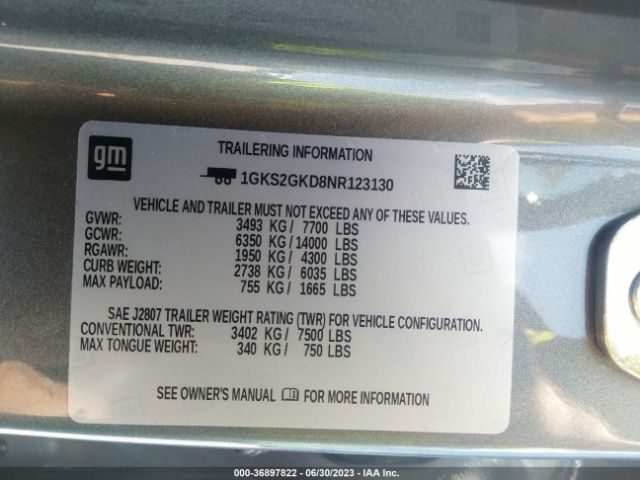 gm
TRAILERING INFORMATION
1GKS2GKD8NR123130
VEHICLE AND TRAILER MUST NOT EXCEED ANY OF THESE VALUES.
GVWR: 3493 KG / 7700 LBS
GCWR: 6350 KG / 14000 LBS
RGAWR: 1950 KG / 4300 LBS
CURB WEIGHT: 2738 KG / 6035 LBS
MAX PAYLOAD: 755 KG / 1665 LBS
SAE J2807 TRAILER WEIGHT RATING (TWR) FOR VEHICLE CONFIGURATION.
CONVENTIONAL TWR: 3402 KG / 7500 LBS
MAX TONGUE WEIGHT: 340 KG / 750 LBS
SEE OWNER'S MANUAL FOR MORE INFORMATION
000-36897822 - 06/30/2023 - IAA Inc.